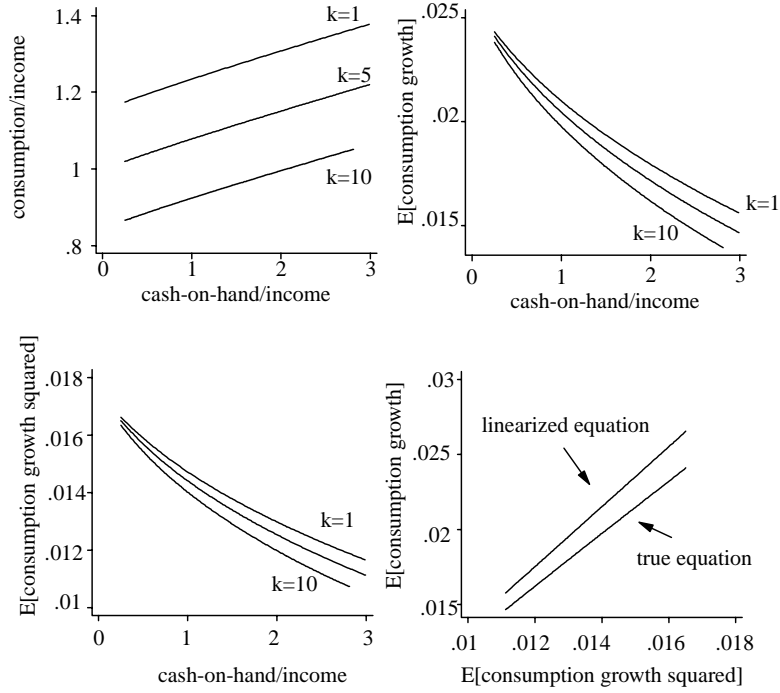 consumption/income
1.4
1.2
1
.8
k=1
k=5
k=10
0 1 2 3
cash-on-hand/income
E[consumption growth]
.025
.02
.015
k=1
k=10
0 1 2 3
cash-on-hand/income
E[consumption growth squared]
.018
.016
.014
.012
.01
k=1
k=10
0 1 2 3
cash-on-hand/income
E[consumption growth]
.03
.025
.02
.015
linearized equation
true equation
.01 .012 .014 .016 .018
E[consumption growth squared]